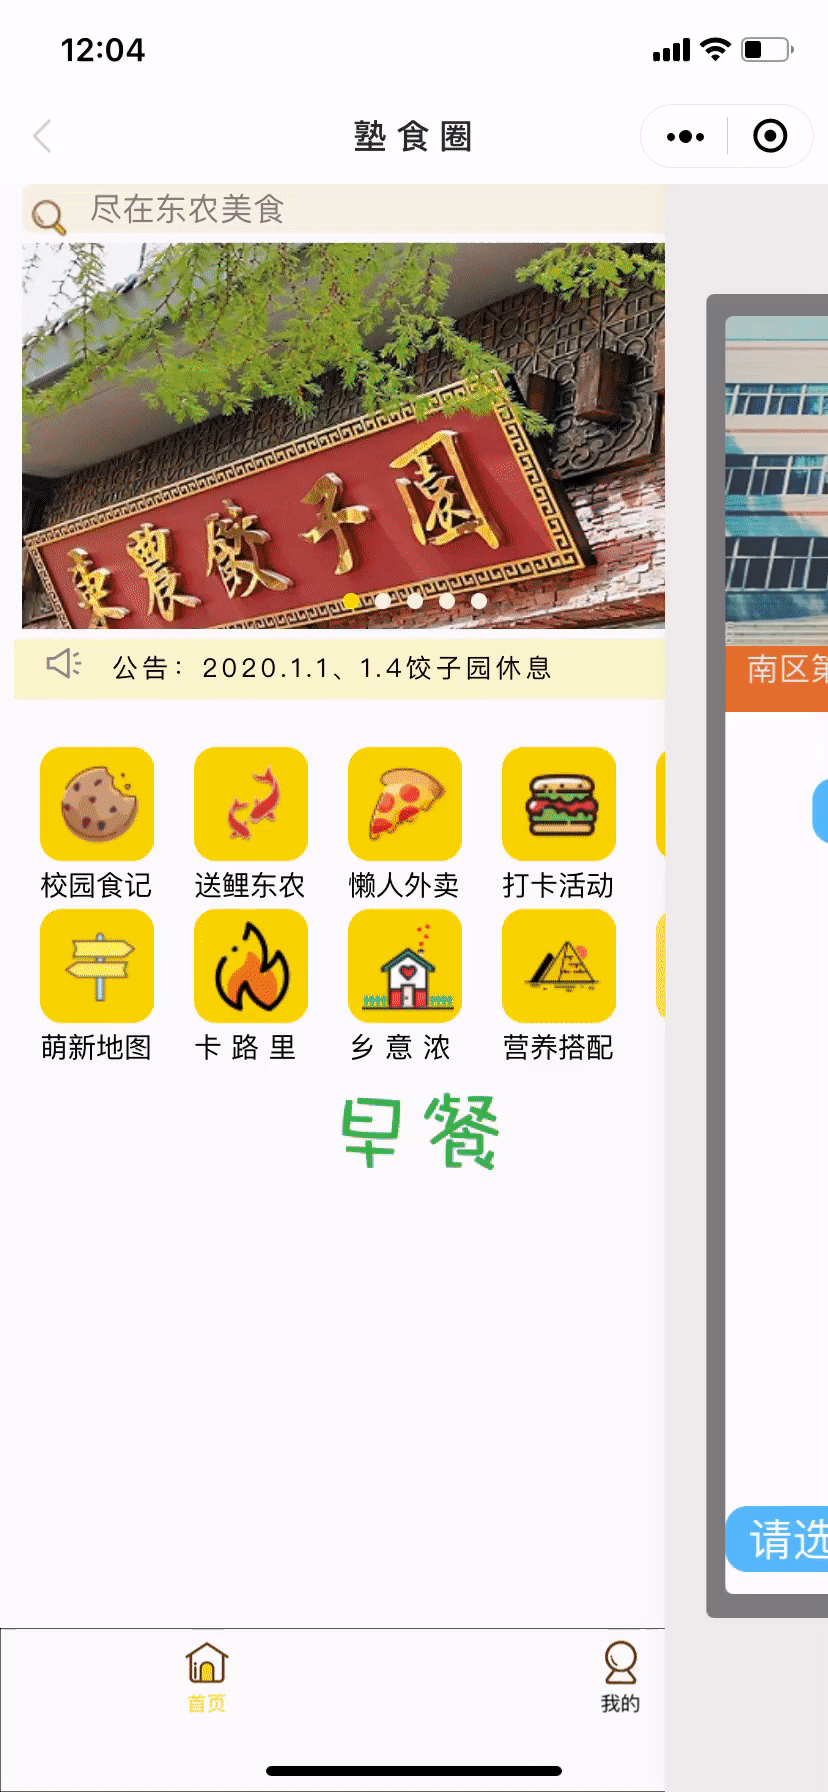 12:04
塾食圈
尽在东农美食
東農餃子園
公告：2020.1.1、1.4饺子园休息
南区第
校园食记 送鲤东农 懒人外卖 打卡活动
萌新地图 卡路里 乡意浓 营养搭配
早餐
请选
首页 我的